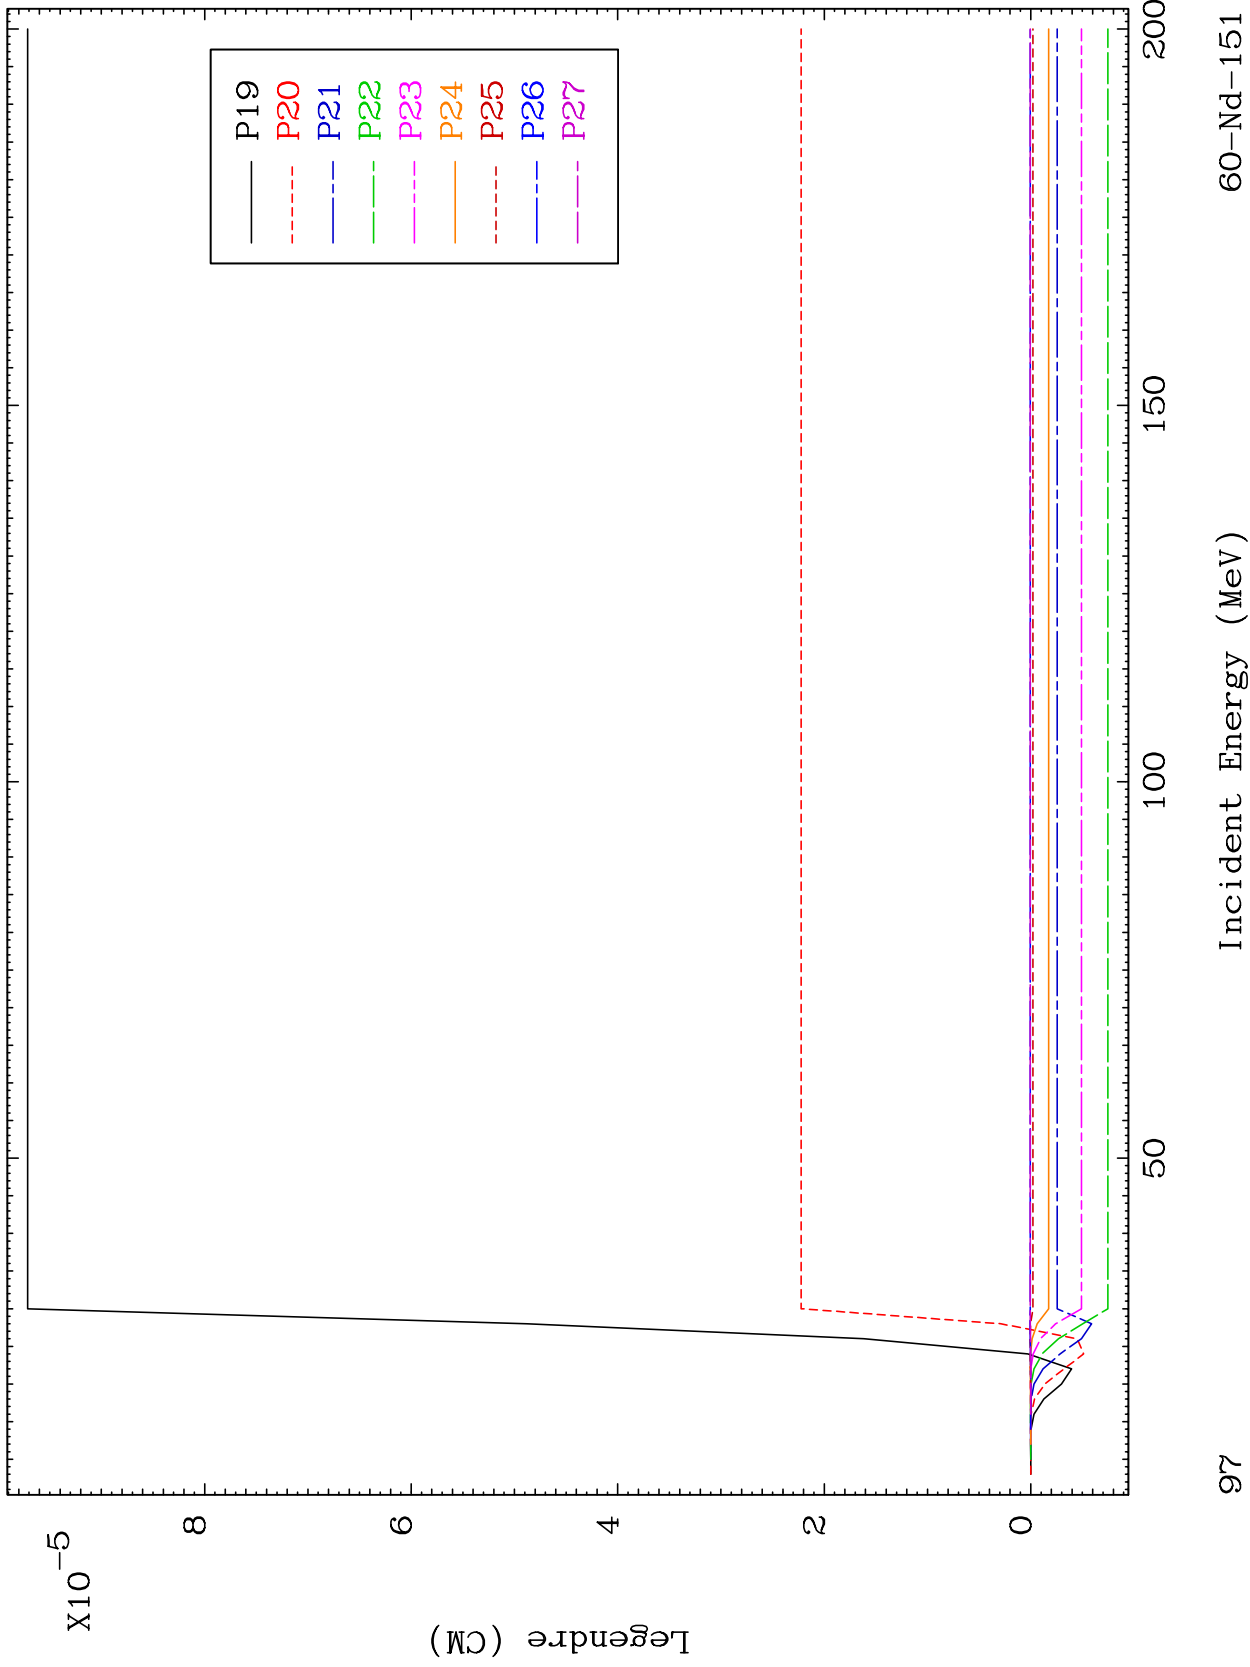 X10⁻⁵
Legendre (CM)
8
6
4
2
0
P19
P20
P21
P22
P23
P24
P25
P26
P27
50
100
150
200
Incident Energy (MeV)
97
60-Nd-151